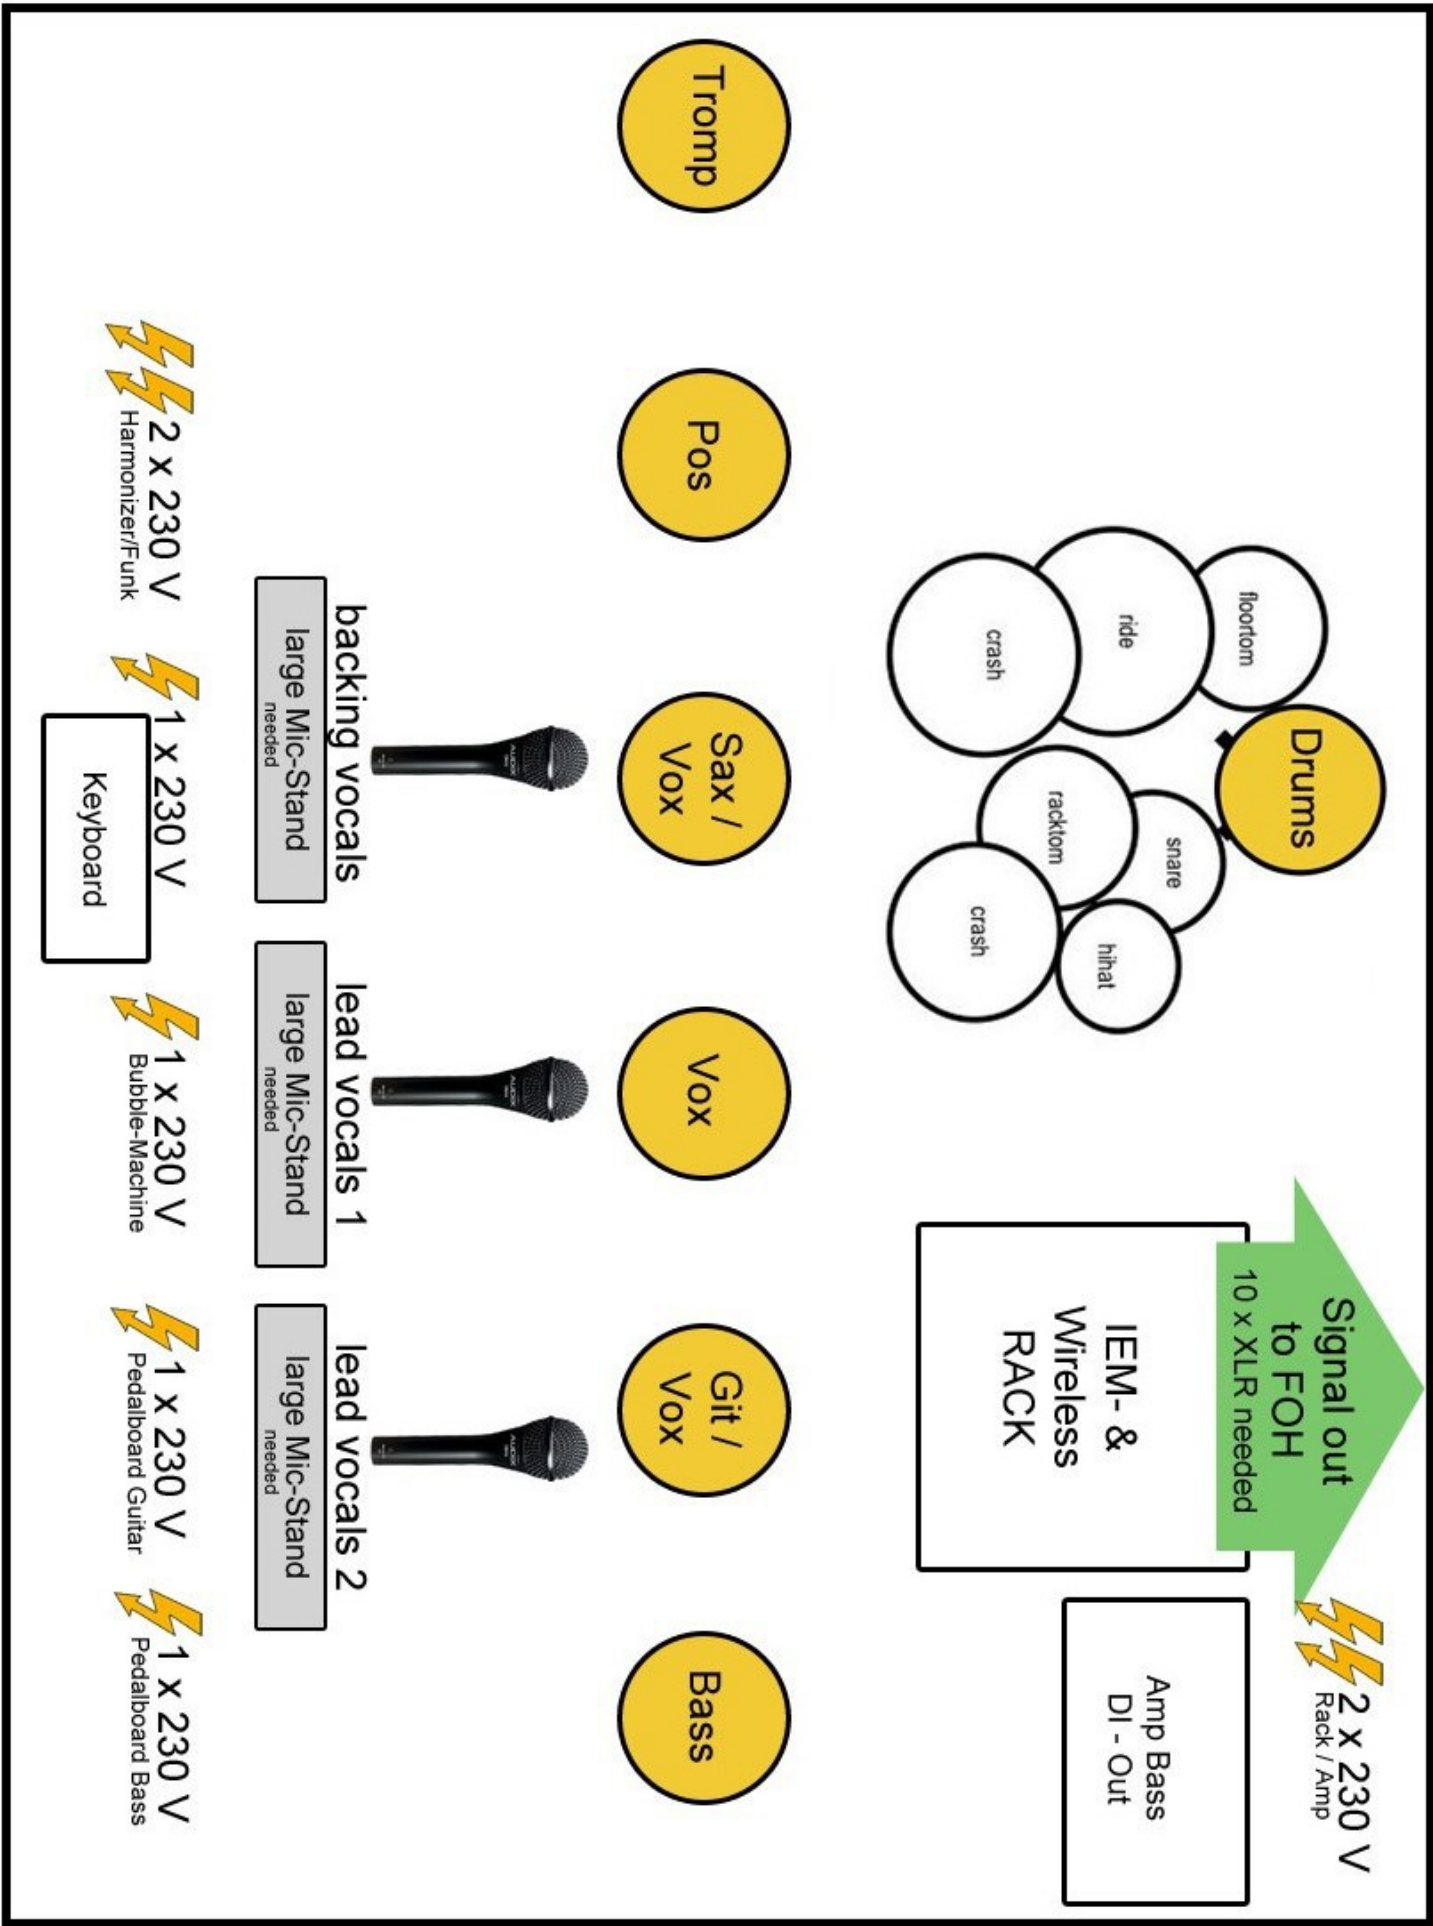 Signal out
to FOH
10 x XLR needed
2 x 230 V
Rack / Amp
Drums
floortom
ride
crash
snare
racktom
hihat
crash
IEM- &
Wireless
RACK
Amp Bass
DI - Out
Tromp
Pos
Sax /
Vox
Vox
Git /
Vox
Bass
AUDIX
AUDIX
AUDIX
backing vocals
large Mic-Stand
needed
lead vocals 1
large Mic-Stand
needed
lead vocals 2
large Mic-Stand
needed
2 x 230 V
Harmonizer/Funk
1 x 230 V
Keyboard
1 x 230 V
Bubble-Machine
1 x 230 V
Pedalboard Guitar
1 x 230 V
Pedalboard Bass